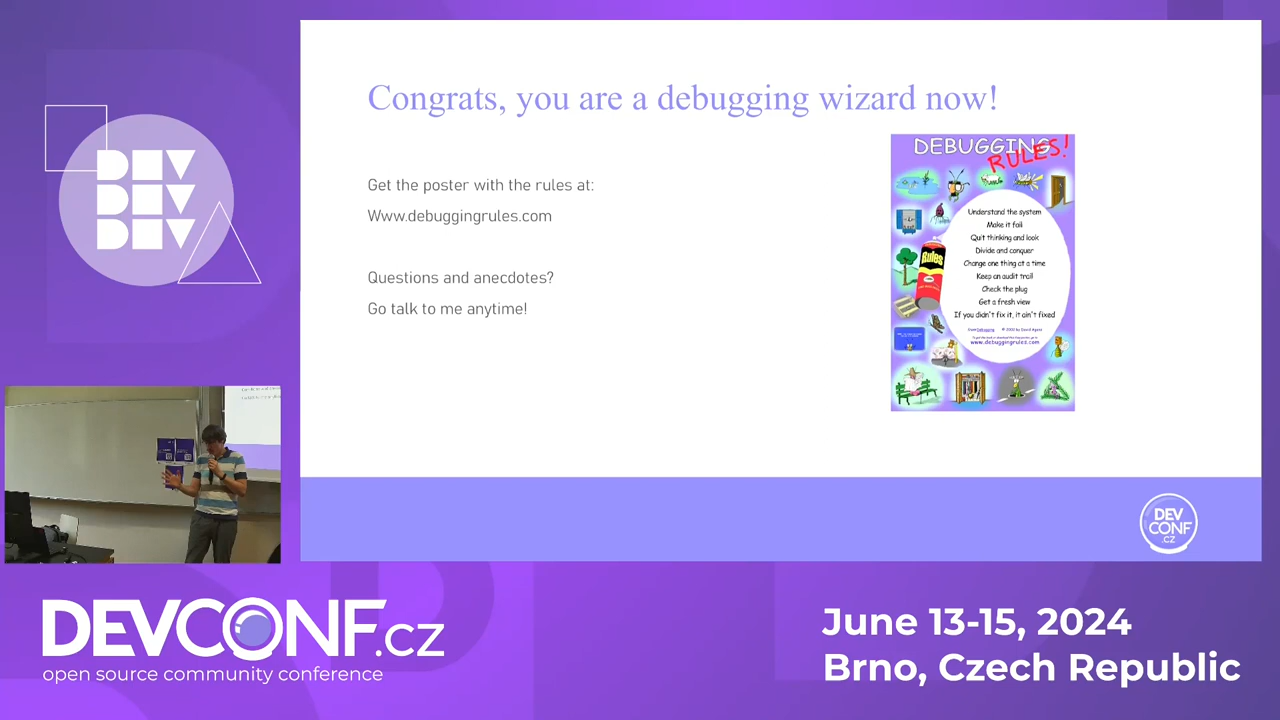 DEV
DEV
DEV
Congrats, you are a debugging wizard now!
Get the poster with the rules at:
Www.debuggingrules.com
Questions and anecdotes?
Go talk to me anytime!
DEBUGGING
RULES!
Understand the system
Make it fail
Quit thinking and look
Divide and conquer
Change one thing at a time
Keep an audit trail
Check the plug
Get a fresh view
If you didn't fix it, it ain't fixed
www.debuggingrules.com
Rules
DEV
CONF
.CZ
DEVCONF.cz
open source community conference
June 13-15, 2024
Brno, Czech Republic